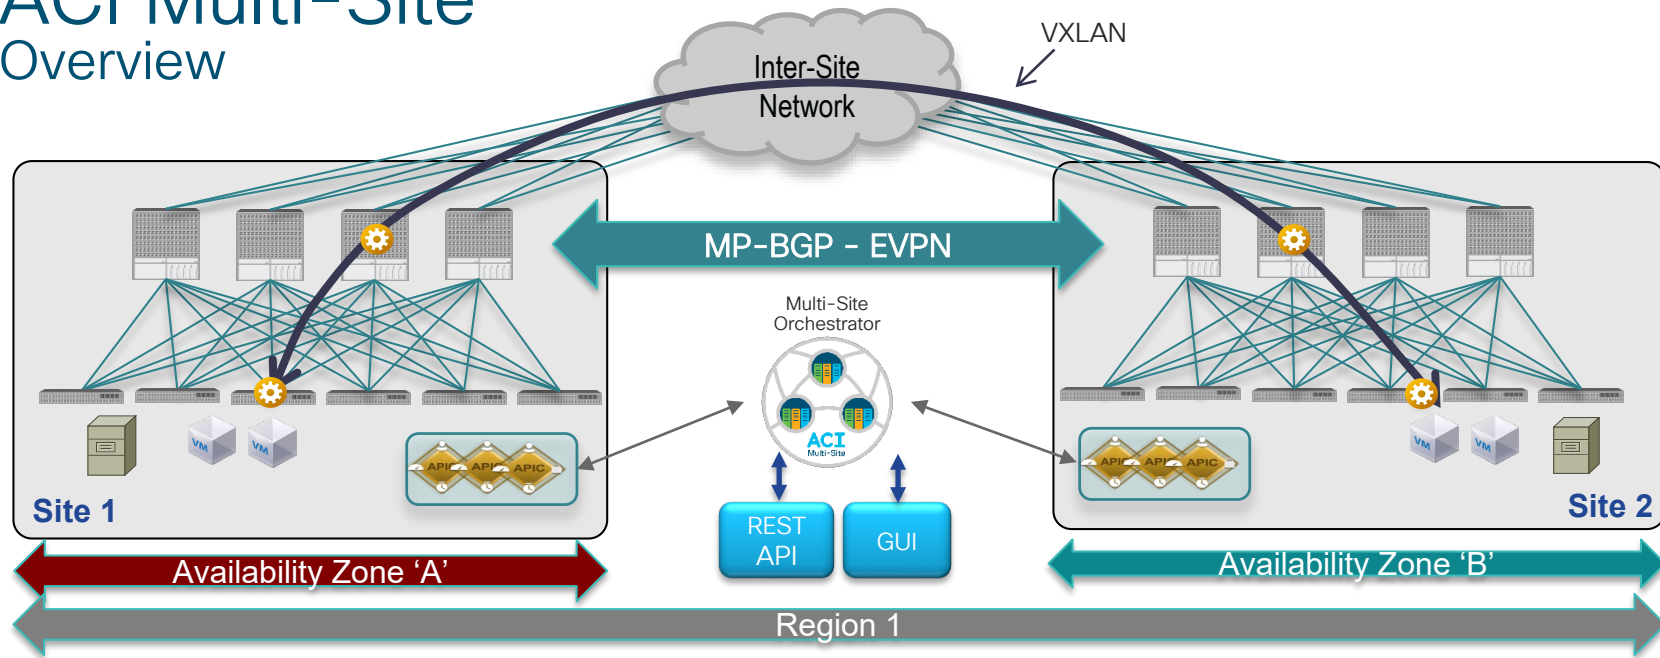 ACI Multi-Site
Overview
VXLAN
Inter-Site
Network
MP-BGP - EVPN
Multi-Site
Orchestrator
ACI
Multi-Site
VM
VM
VM
VM
APIC
APIC
APIC
APIC
APIC
APIC
Site 1
Site 2
REST
API
GUI
Availability Zone ‘A’
Availability Zone ‘B’
Region 1